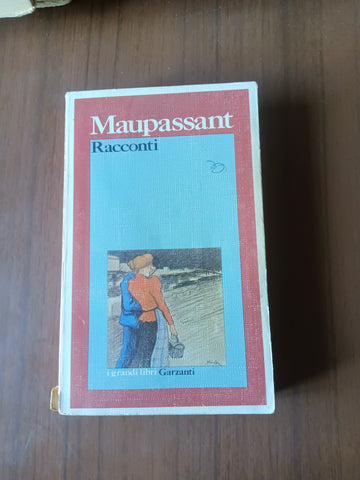 Maupassant
Racconti
i grandi libri Garzanti